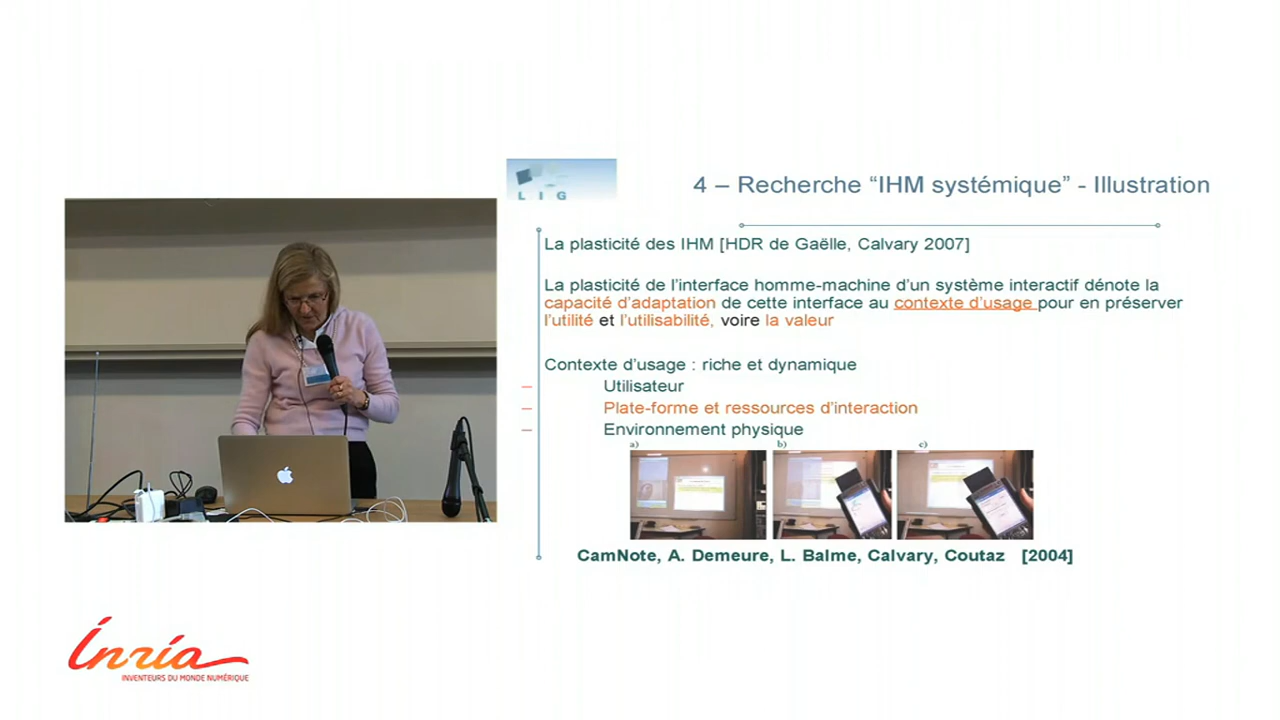 L I G
4 – Recherche “IHM systémique” - Illustration
La plasticité des IHM [HDR de Gaëlle, Calvary 2007]
La plasticité de l’interface homme-machine d’un système interactif dénote la
capacité d’adaptation de cette interface au contexte d’usage pour en préserver
l’utilité et l’utilisabilité, voire la valeur
Contexte d’usage : riche et dynamique
– Utilisateur
– Plate-forme et ressources d’interaction
– Environnement physique
a) b) c)
CamNote, A. Demeure, L. Balme, Calvary, Coutaz [2004]
Inria
INVENTEURS DU MONDE NUMÉRIQUE